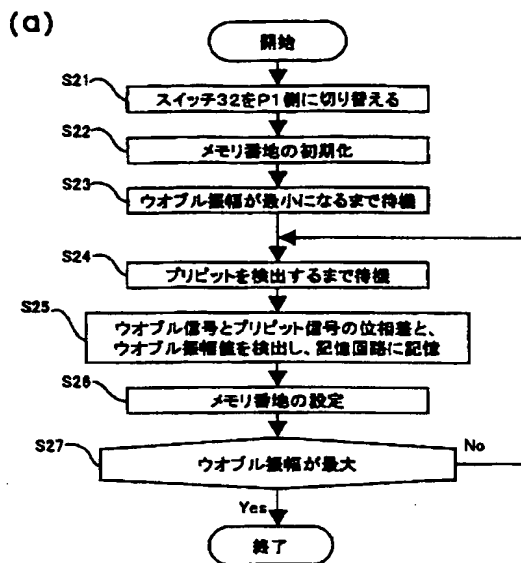 (a)
開始
S21
スイッチ32をP1側に切り替える
S22
メモリ番地の初期化
S23
ウオブル振幅が最小になるまで待機
S24
プリピットを検出するまで待機
S25
ウオブル信号とプリピット信号の位相差と、
ウオブル振幅値を検出し、記憶回路に記憶
S26
メモリ番地の設定
S27
ウオブル振幅が最大
No
Yes
終了